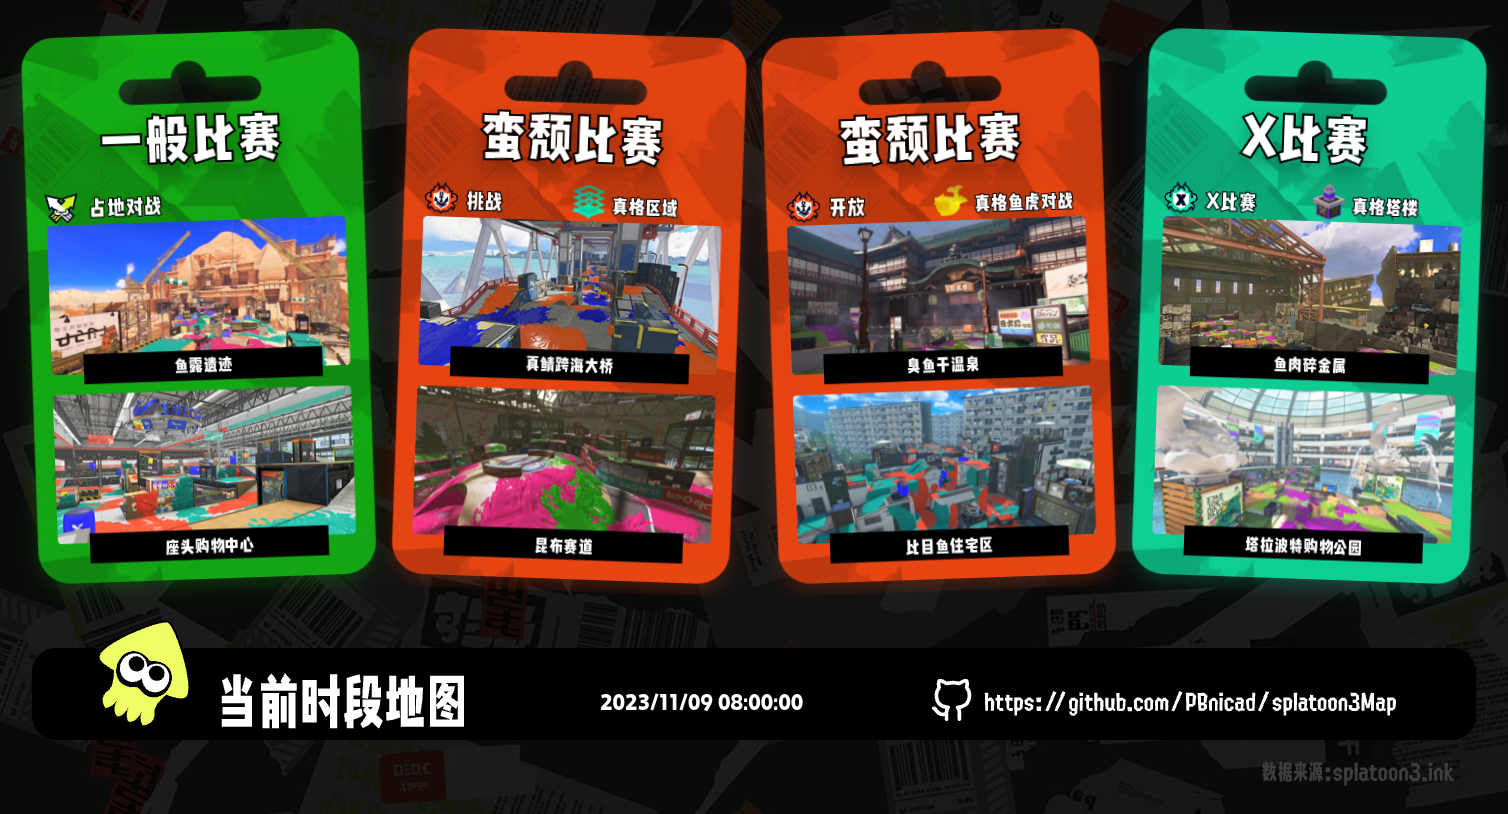 一般比赛
占地对战
鱼露遗迹
座头购物中心
蛮颓比赛
挑战
真格区域
真鲭跨海大桥
昆布赛道
蛮颓比赛
开放
真格鱼虎对战
臭鱼干温泉
比目鱼住宅区
X比赛
X比赛
真格塔楼
鱼肉碎金属
塔拉波特购物公园
当前时段地图
2023/11/09 08:00:00
https://github.com/PBnicad/splatoon3Map
数据来源:splatoon3.ink